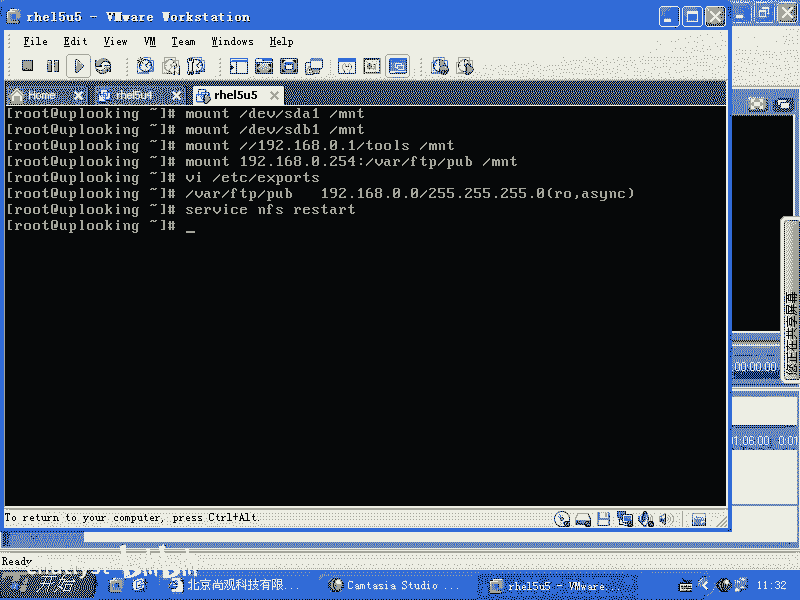 rhel5u5 - VMware Workstation
File Edit View VM Team Windows Help
Home rhel5u4 rhel5u5
[root@uplooking ~]# mount /dev/sda1 /mnt
[root@uplooking ~]# mount /dev/sdb1 /mnt
[root@uplooking ~]# mount //192.168.0.1/tools /mnt
[root@uplooking ~]# mount 192.168.0.254:/var/ftp/pub /mnt
[root@uplooking ~]# vi /etc/exports
[root@uplooking ~]# /var/ftp/pub 192.168.0.0/255.255.255.0(ro,async)
[root@uplooking ~]# service nfs restart
[root@uplooking ~]# _
您正在共享屏幕
:00:00:00
01:06:00
To return to your computer, press Ctrl+Alt.
Ready
开始 北京尚观科技有限... Camtasia Studio ... rhel5u5 - VMware... 11:32